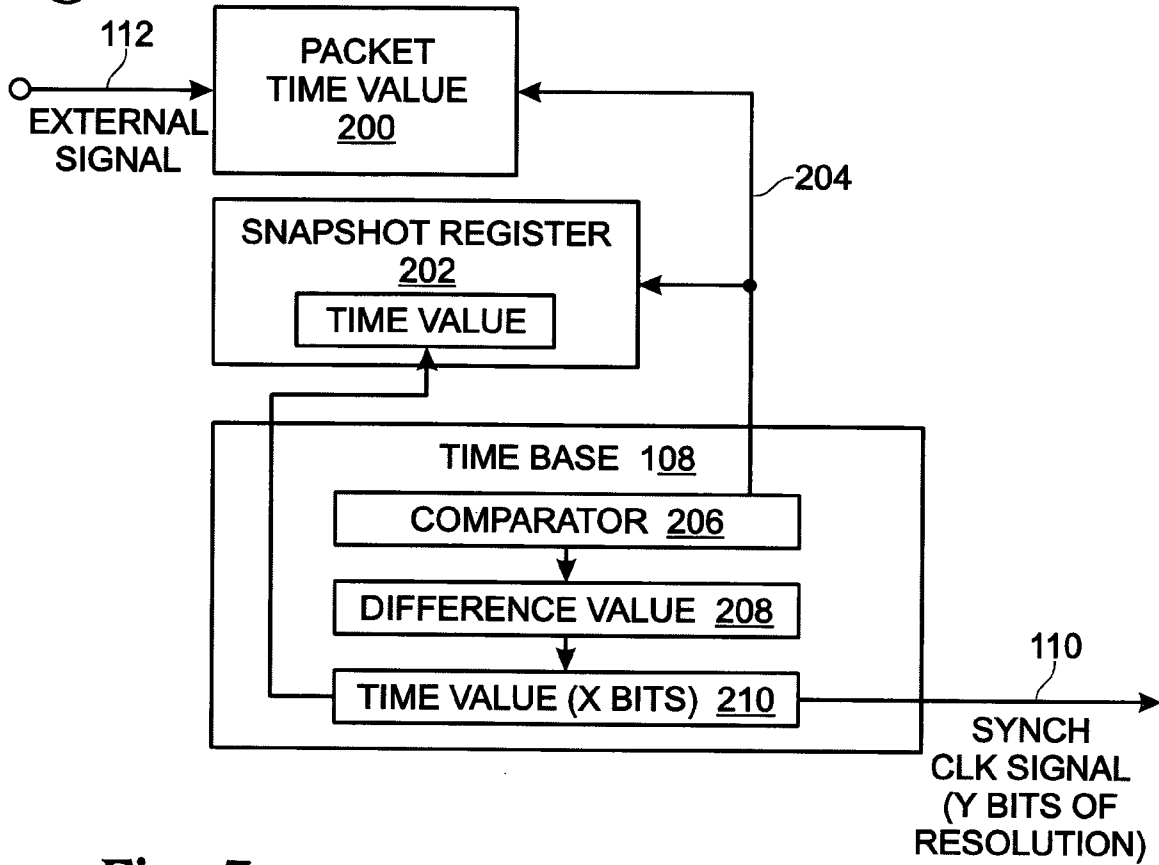 112
EXTERNAL
SIGNAL
PACKET
TIME VALUE
200
204
SNAPSHOT REGISTER
202
TIME VALUE
TIME BASE 108
COMPARATOR 206
DIFFERENCE VALUE 208
TIME VALUE (X BITS) 210
110
SYNCH
CLK SIGNAL
(Y BITS OF
RESOLUTION)